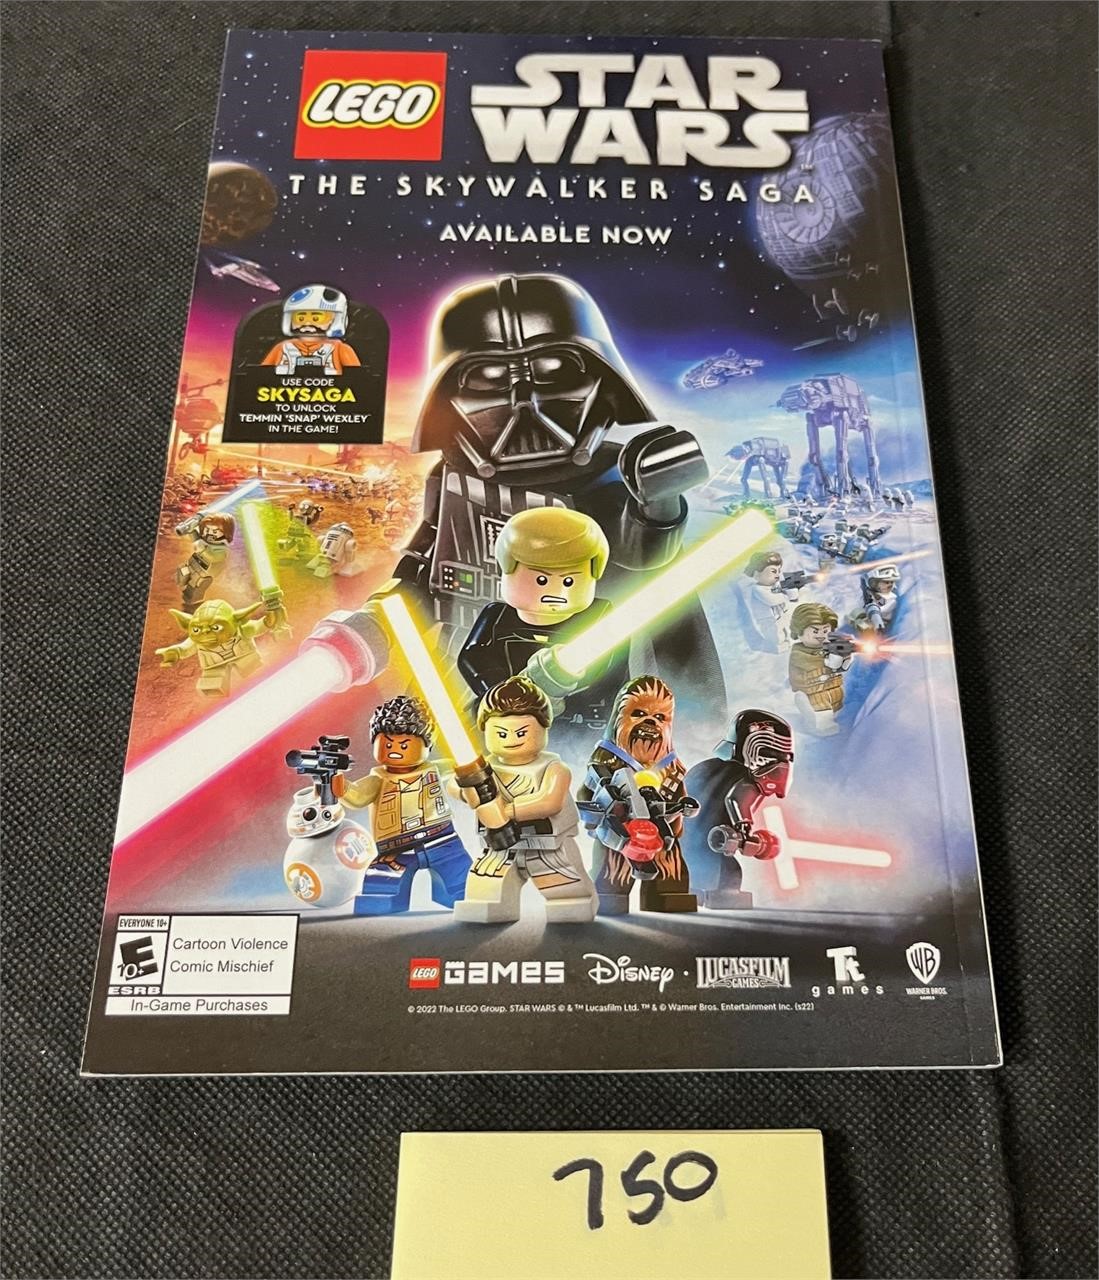 LEGO
STAR
WARS™
THE SKYWALKER SAGA
AVAILABLE NOW
USE CODE
SKYSAGA
TO UNLOCK
TEMMIN "SNAP" WEXLEY
IN THE GAME!
EVERYONE 10+
E
10+
ESRB
Cartoon Violence
Comic Mischief
In-Game Purchases
LEGO GAMES
Disney · LUCASFILM
GAMES
Tt
games
WB
WARNER BROS.
GAMES
© 2022 The LEGO Group. STAR WARS © & ™ Lucasfilm Ltd. ™ & © Warner Bros. Entertainment Inc. (s22)
750